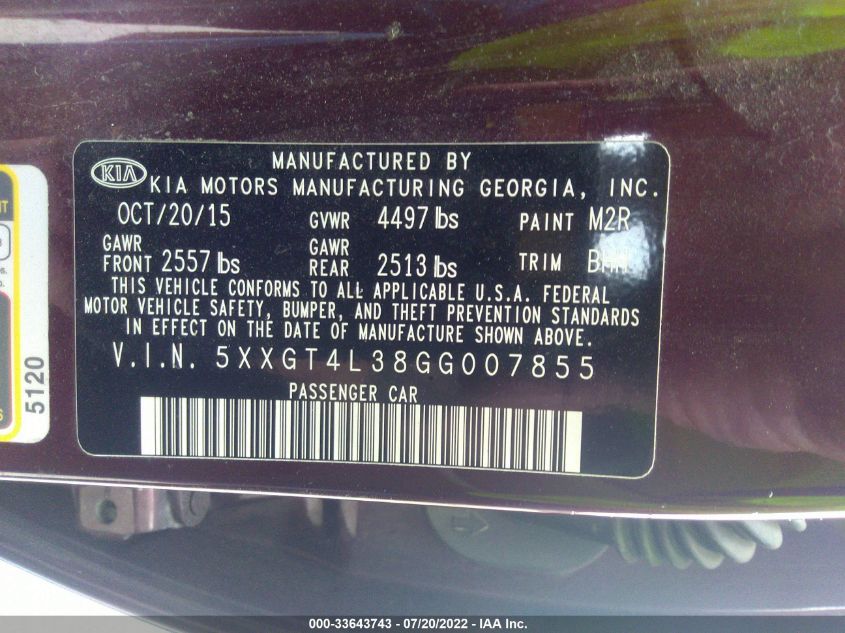 MANUFACTURED BY
KIA KIA MOTORS MANUFACTURING GEORGIA, INC.
OCT/20/15 GVWR 4497 lbs PAINT M2R
GAWR FRONT 2557 lbs GAWR REAR 2513 lbs TRIM
THIS VEHICLE CONFORMS TO ALL APPLICABLE U.S.A. FEDERAL
MOTOR VEHICLE SAFETY, BUMPER, AND THEFT PREVENTION STANDARDS
IN EFFECT ON THE DATE OF MANUFACTURE SHOWN ABOVE.
V.I.N. 5XXGT4L38GG007855
PASSENGER CAR
5120
000-33643743 - 07/20/2022 - IAA Inc.